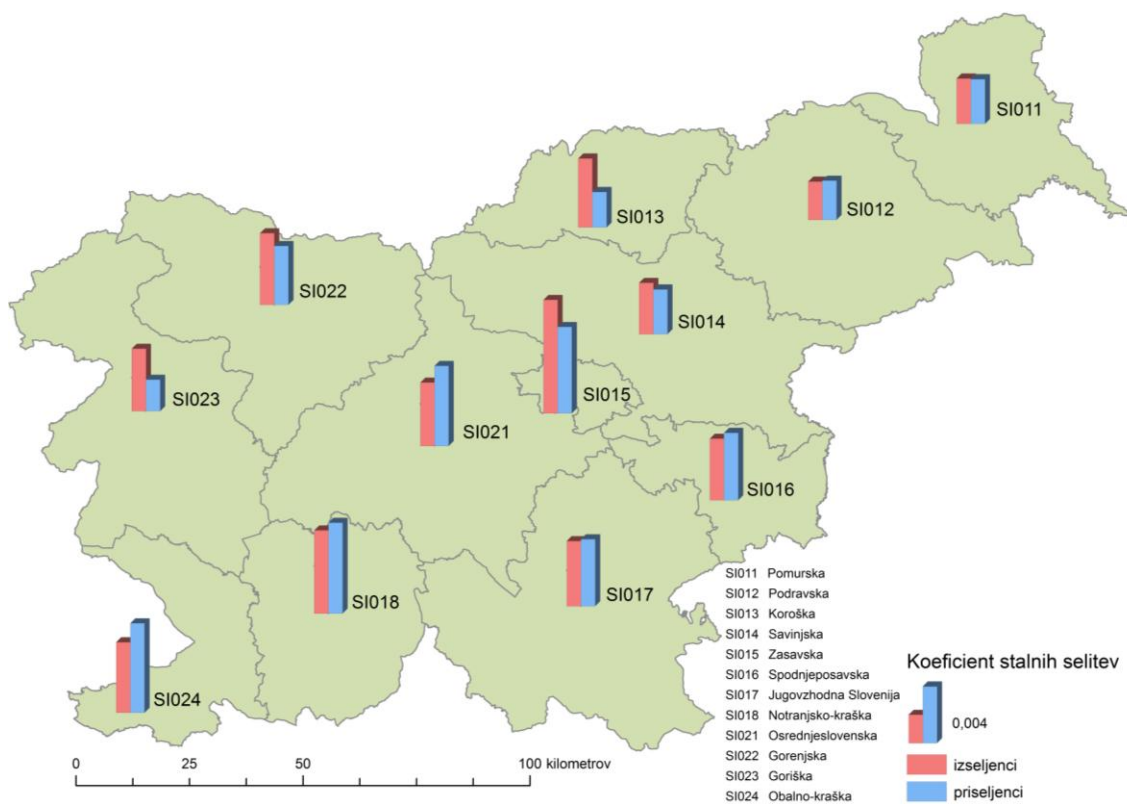 SI011
SI012
SI013
SI022
SI014
SI015
SI023
SI021
SI016
SI018
SI017
SI024
SI011 Pomurska
SI012 Podravska
SI013 Koroška
SI014 Savinjska
SI015 Zasavska
SI016 Spodnjeposavska
SI017 Jugovzhodna Slovenija
SI018 Notranjsko-kraška
SI021 Osrednjeslovenska
SI022 Gorenjska
SI023 Goriška
SI024 Obalno-kraška
Koeficient stalnih selitev
0,004
izseljenci
priseljenci
0 25 50 100 kilometrov